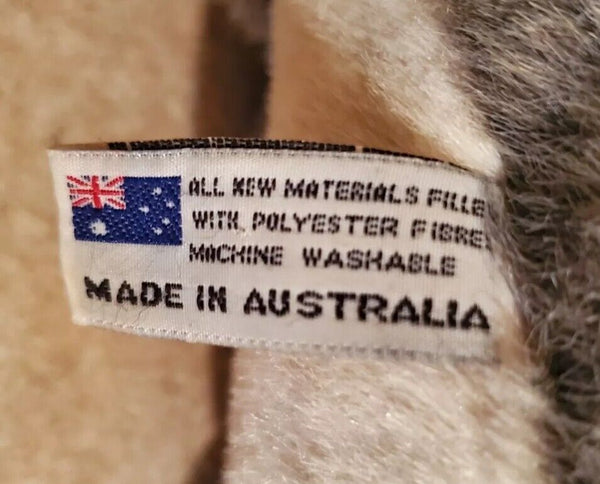 ALL NEW MATERIALS FILLE
WITH POLYESTER FIBRE
MACHINE WASHABLE
MADE IN AUSTRALIA